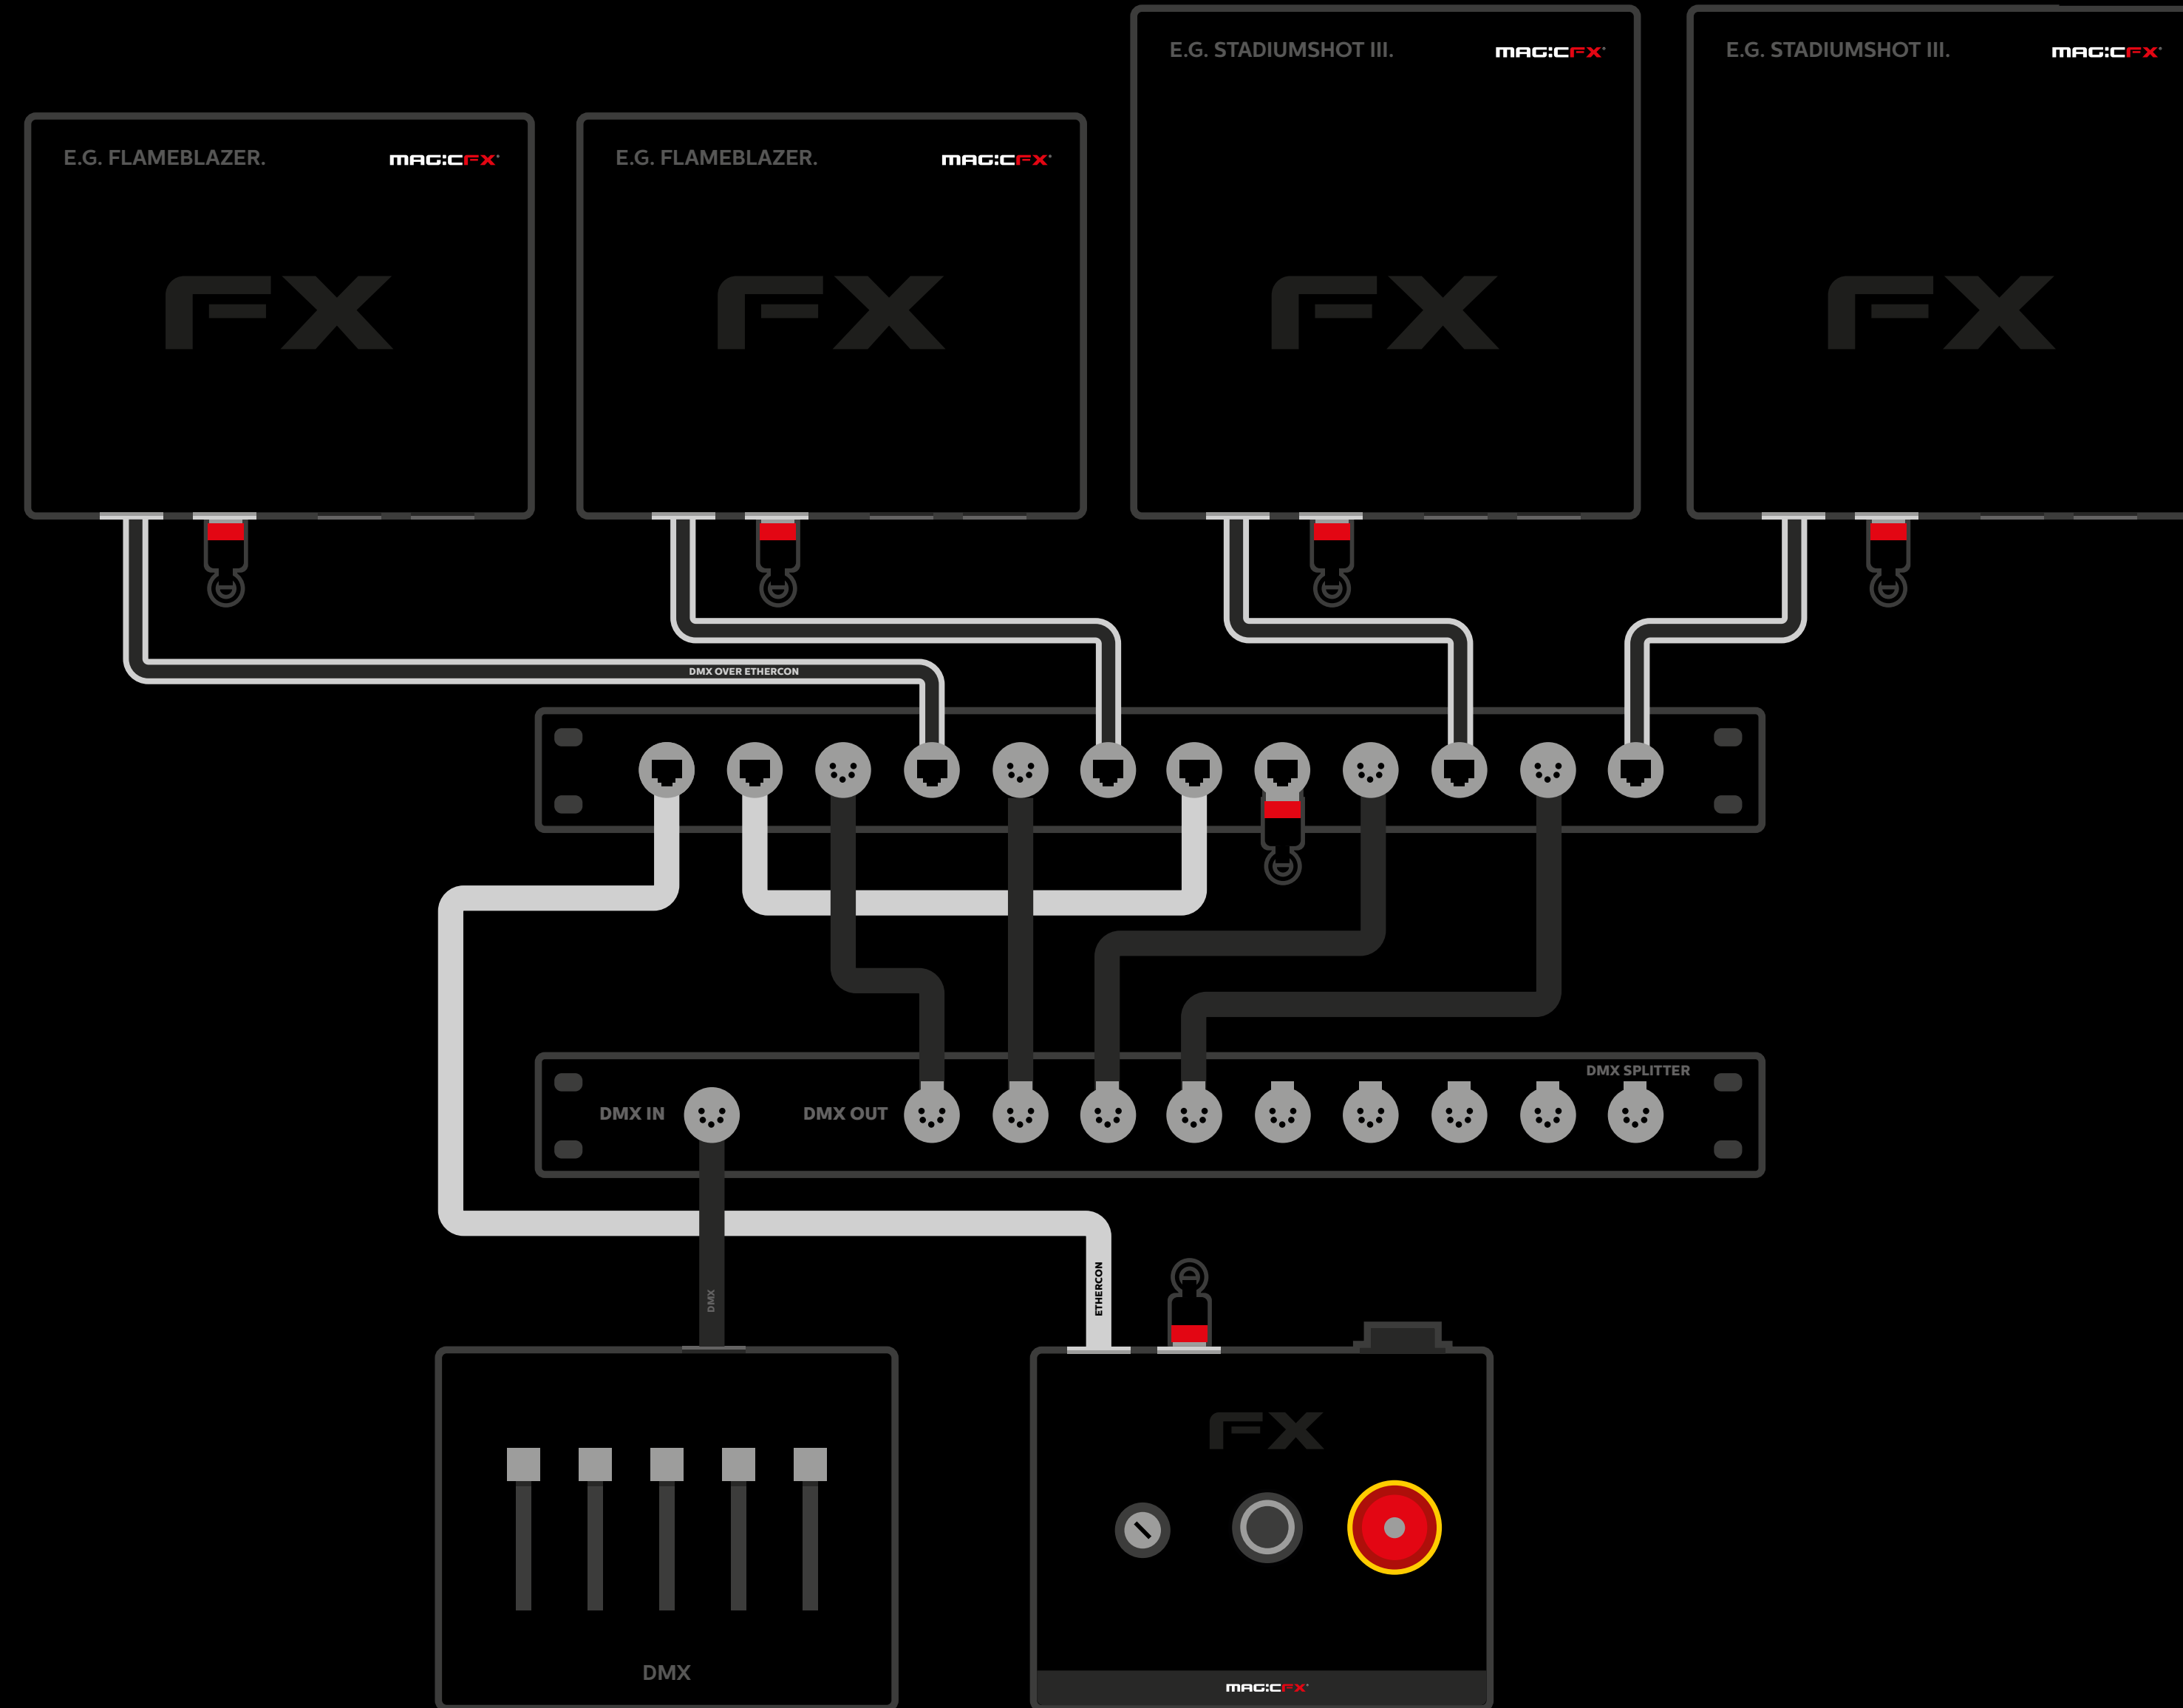 E.G. STADIUMSHOT III. MAGICFX®
E.G. STADIUMSHOT III. MAGICFX®
E.G. FLAMEBLAZER. MAGICFX®
E.G. FLAMEBLAZER. MAGICFX®
FX
FX
FX
FX
DMX OVER ETHERCON
DMX SPLITTER
DMX IN
DMX OUT
DMX
ETHERCON
FX
DMX
MAGICFX®